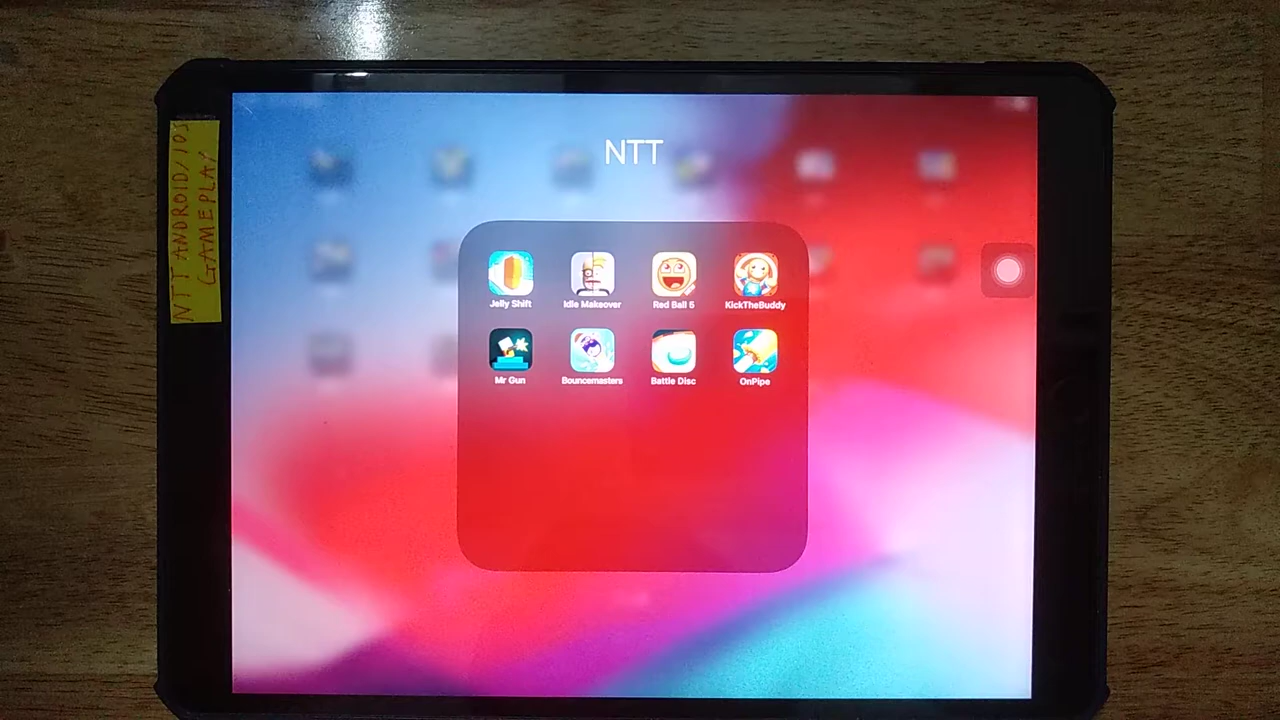 NTT ANDROID/IOS
GAMEPLAY
NTT
Jelly Shift
Idle Makeover
Red Ball 5
KickTheBuddy
Mr Gun
Bouncemasters
Battle Disc
OnPipe